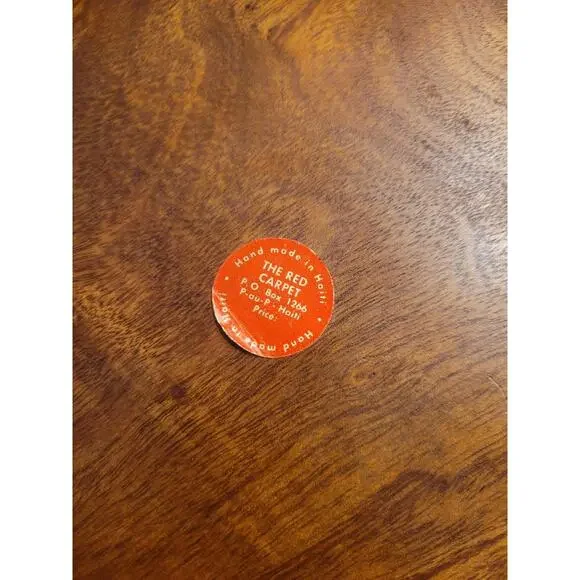 Hand made in Haiti
THE RED
CARPET
P.O. Box 1266
P-au-P - Haiti
Price:
Hand made in Haiti